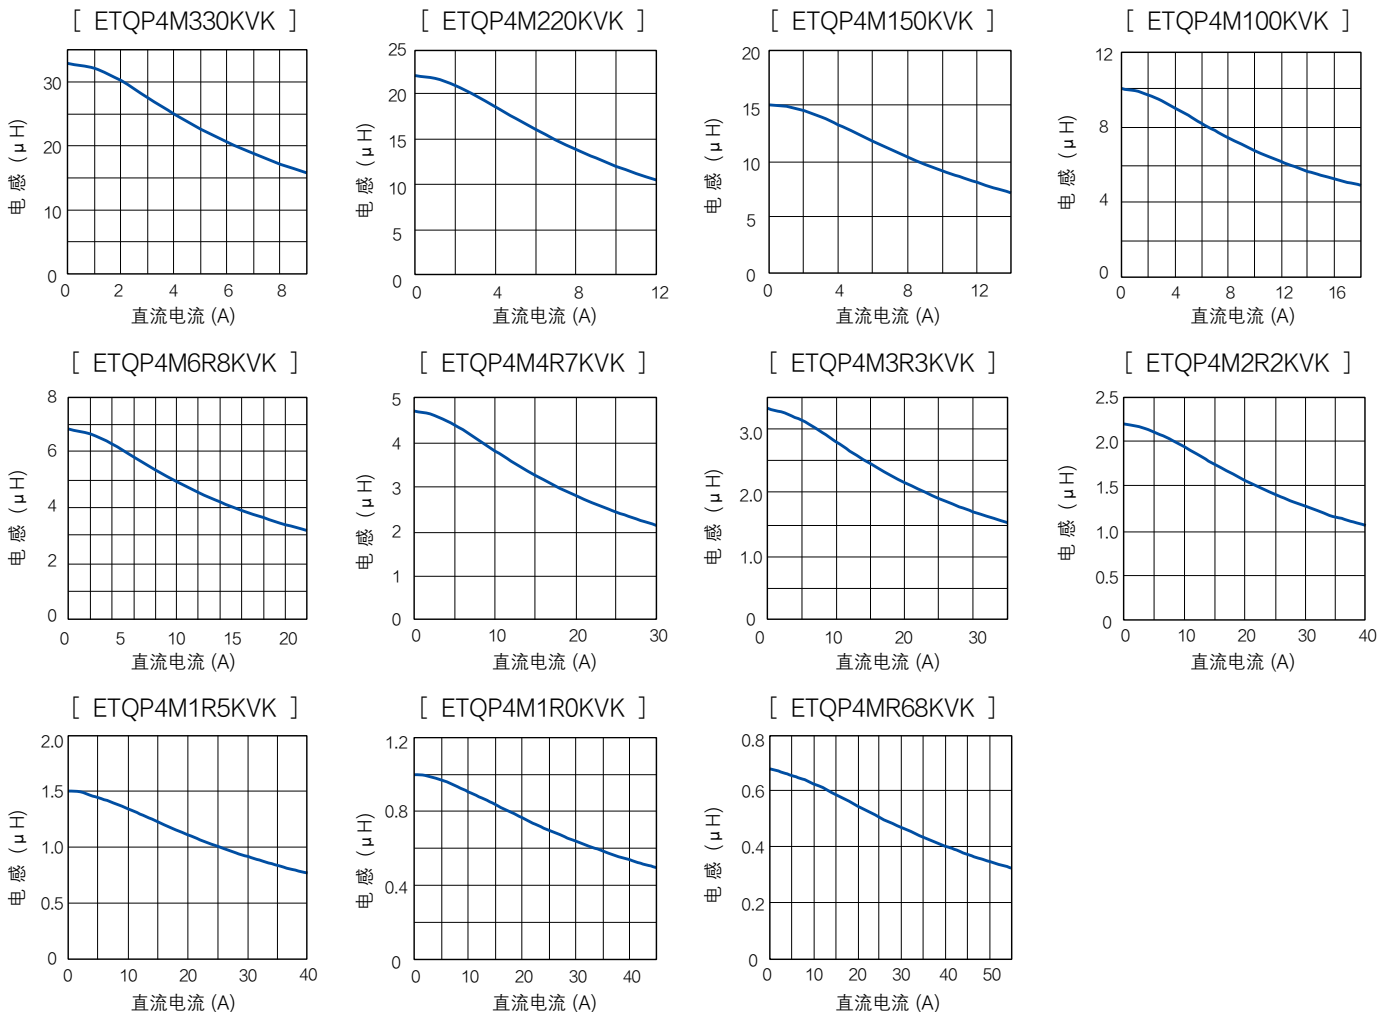 [ ETQP4M330KVK ]
电感 (μH)
30
20
10
0
0 2 4 6 8
直流电流 (A)
[ ETQP4M220KVK ]
电感 (μH)
25
20
15
10
5
0
0 4 8 12
直流电流 (A)
[ ETQP4M150KVK ]
电感 (μH)
20
15
10
5
0
0 4 8 12
直流电流 (A)
[ ETQP4M100KVK ]
电感 (μH)
12
8
4
0
0 4 8 12 16
直流电流 (A)
[ ETQP4M6R8KVK ]
电感 (μH)
8
6
4
2
0
0 5 10 15 20
直流电流 (A)
[ ETQP4M4R7KVK ]
电感 (μH)
5
4
3
2
1
0
0 10 20 30
直流电流 (A)
[ ETQP4M3R3KVK ]
电感 (μH)
3.0
2.0
1.0
0
0 10 20 30
直流电流 (A)
[ ETQP4M2R2KVK ]
电感 (μH)
2.5
2.0
1.5
1.0
0.5
0
0 10 20 30 40
直流电流 (A)
[ ETQP4M1R5KVK ]
电感 (μH)
2.0
1.5
1.0
0.5
0
0 10 20 30 40
直流电流 (A)
[ ETQP4M1R0KVK ]
电感 (μH)
1.2
0.8
0.4
0
0 10 20 30 40
直流电流 (A)
[ ETQP4MR68KVK ]
电感 (μH)
0.8
0.6
0.4
0.2
0
0 10 20 30 40 50
直流电流 (A)